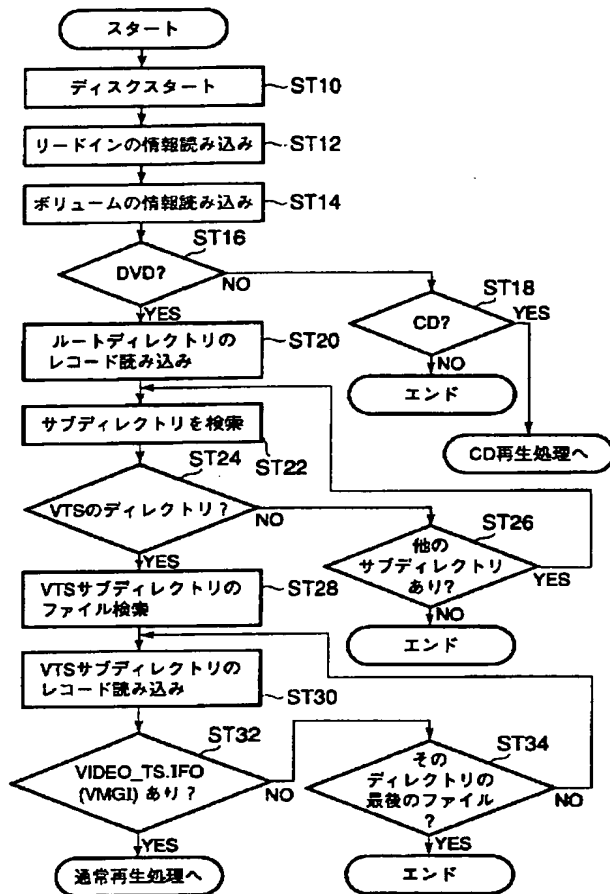 スタート
ディスクスタート
ST10
リードインの情報読み込み
ST12
ボリュームの情報読み込み
ST14
ST16
DVD?
NO
YES
ST18
CD?
YES
NO
エンド
CD再生処理へ
ルートディレクトリの
レコード読み込み
ST20
サブディレクトリを検索
ST22
ST24
VTSのディレクトリ?
NO
YES
ST26
他の
サブディレクトリ
あり?
YES
NO
エンド
VTSサブディレクトリの
ファイル検索
ST28
VTSサブディレクトリの
レコード読み込み
ST30
ST32
VIDEO_TS.IFO
(VMGI) あり?
NO
YES
通常再生処理へ
ST34
その
ディレクトリの
最後のファイル
?
NO
YES
エンド